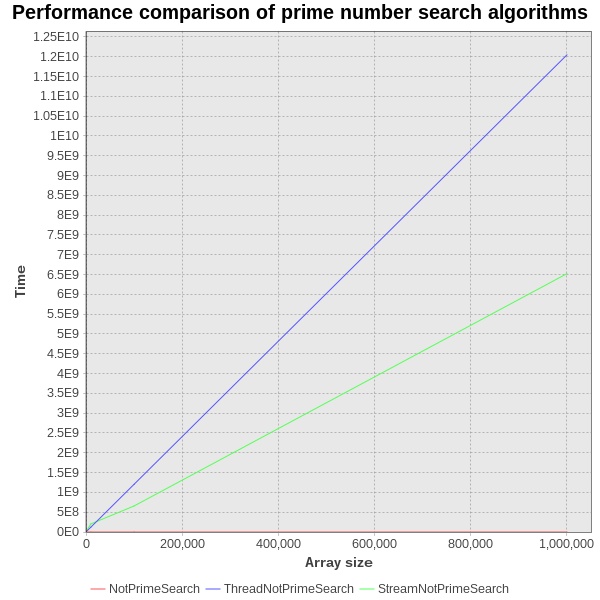 Performance comparison of prime number search algorithms
1.25E10
1.2E10
1.15E10
1.1E10
1.05E10
1E10
9.5E9
9E9
8.5E9
8E9
7.5E9
7E9
6.5E9
6E9
5.5E9
5E9
4.5E9
4E9
3.5E9
3E9
2.5E9
2E9
1.5E9
1E9
5E8
0E0
Time
0 200,000 400,000 600,000 800,000 1,000,000
Array size
NotPrimeSearch ThreadNotPrimeSearch StreamNotPrimeSearch